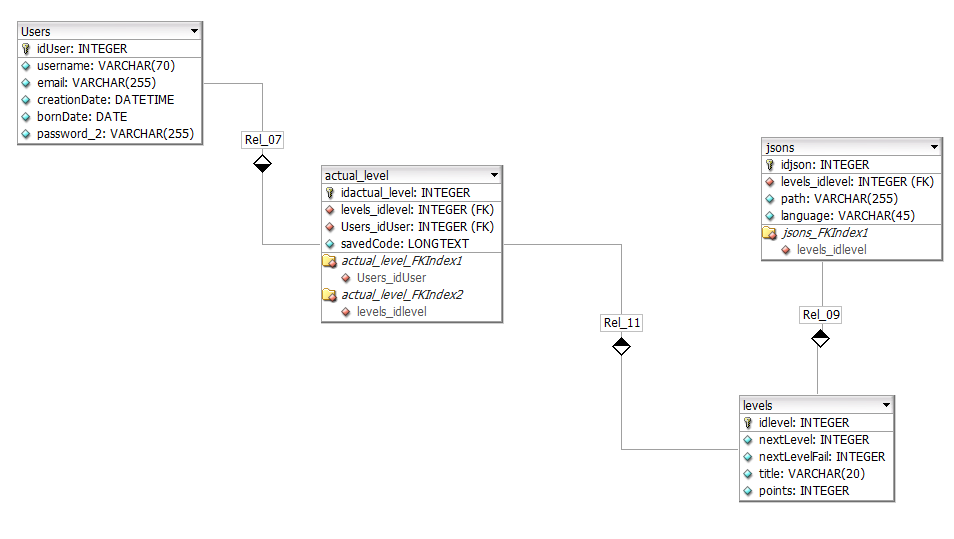 Users
idUser: INTEGER
username: VARCHAR(70)
email: VARCHAR(255)
creationDate: DATETIME
bornDate: DATE
password_2: VARCHAR(255)
Rel_07
actual_level
idactual_level: INTEGER
levels_idlevel: INTEGER (FK)
Users_idUser: INTEGER (FK)
savedCode: LONGTEXT
actual_level_FKIndex1
Users_idUser
actual_level_FKIndex2
levels_idlevel
Rel_11
jsons
idjson: INTEGER
levels_idlevel: INTEGER (FK)
path: VARCHAR(255)
language: VARCHAR(45)
jsons_FKIndex1
levels_idlevel
Rel_09
levels
idlevel: INTEGER
nextLevel: INTEGER
nextLevelFail: INTEGER
title: VARCHAR(20)
points: INTEGER